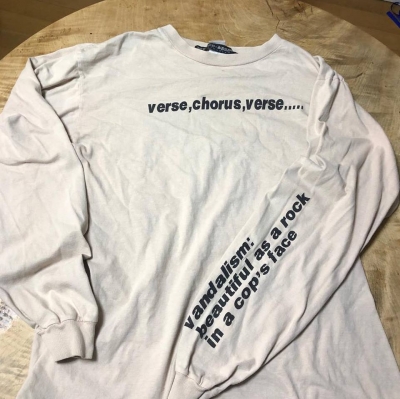 verse,chorus,verse.....
vandalism:
beautiful as a rock
in a cop's face